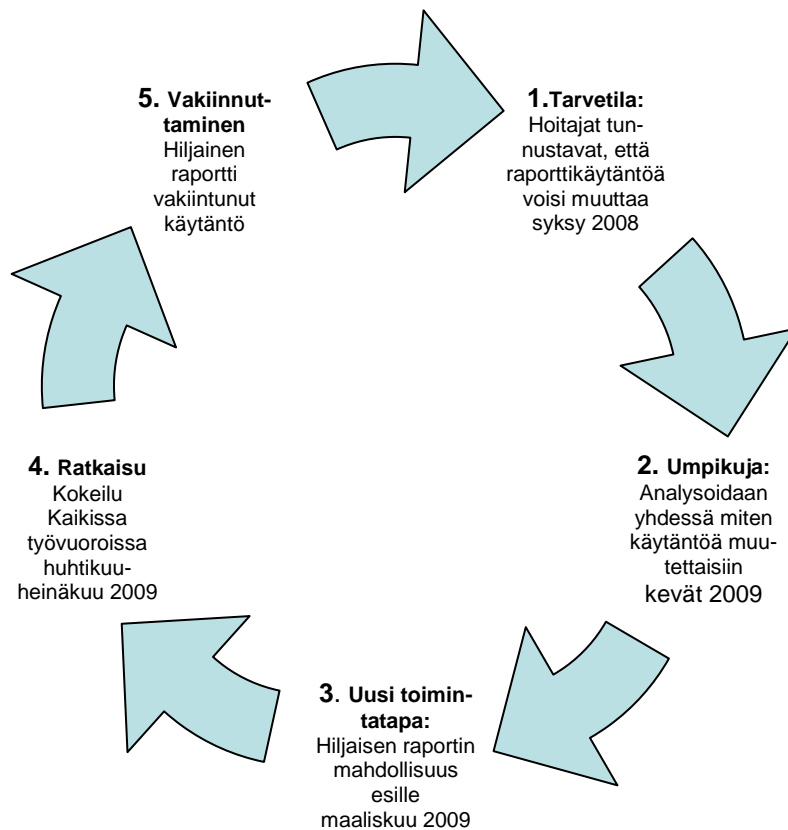 1.Tarvetila:
Hoitajat tun-
nustavat, että
raporttikäytäntöä
voisi muuttaa
syksy 2008
2. Umpikuja:
Analysoidaan
yhdessä miten
käytäntöä muu-
tettaisiin
kevät 2009
3. Uusi toimin-
tatapa:
Hiljaisen raportin
mahdollisuus
esille
maaliskuu 2009
4. Ratkaisu
Kokeilu
Kaikissa
työvuoroissa
huhtikuu-
heinäkuu 2009
5. Vakiinnut-
taminen
Hiljainen
raportti
vakiintunut
käytäntö